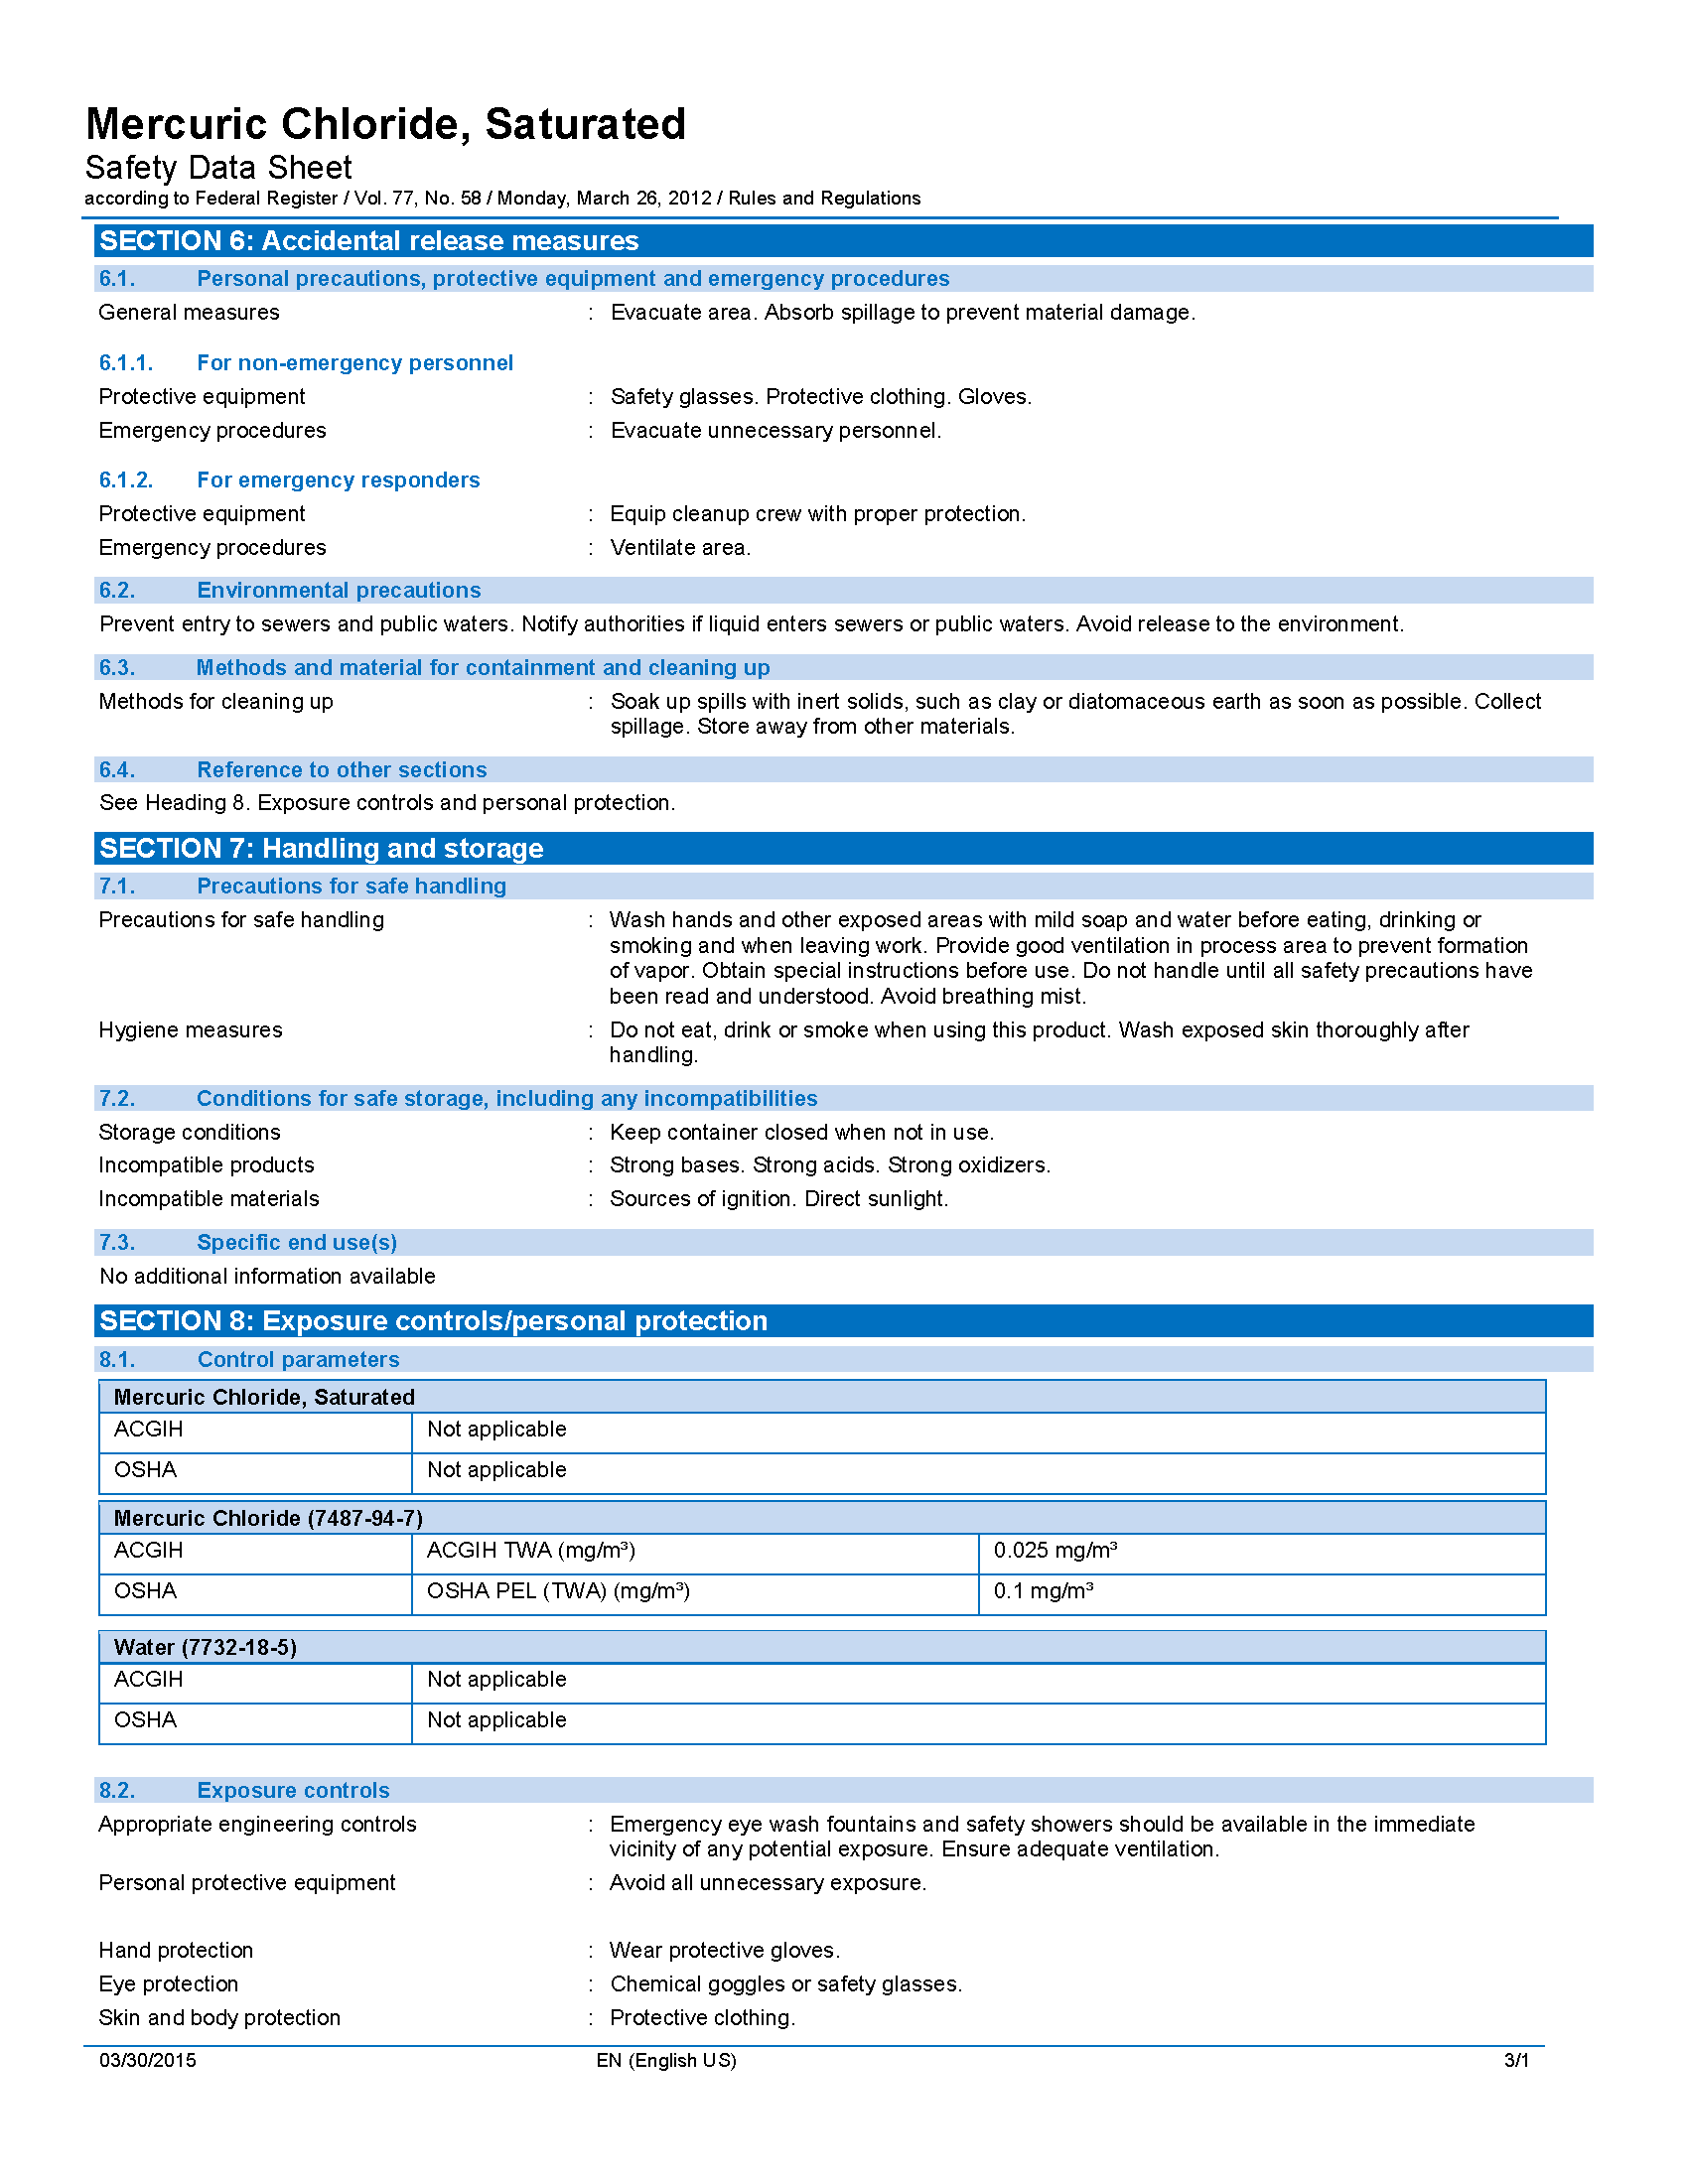 Mercuric Chloride, Saturated
Safety Data Sheet
according to Federal Register / Vol. 77, No. 58 / Monday, March 26, 2012 / Rules and Regulations
SECTION 6: Accidental release measures
6.1. Personal precautions, protective equipment and emergency procedures
General measures : Evacuate area. Absorb spillage to prevent material damage.
6.1.1. For non-emergency personnel
Protective equipment : Safety glasses. Protective clothing. Gloves.
Emergency procedures : Evacuate unnecessary personnel.
6.1.2. For emergency responders
Protective equipment : Equip cleanup crew with proper protection.
Emergency procedures : Ventilate area.
6.2. Environmental precautions
Prevent entry to sewers and public waters. Notify authorities if liquid enters sewers or public waters. Avoid release to the environment.
6.3. Methods and material for containment and cleaning up
Methods for cleaning up : Soak up spills with inert solids, such as clay or diatomaceous earth as soon as possible. Collect
spillage. Store away from other materials.
6.4. Reference to other sections
See Heading 8. Exposure controls and personal protection.
SECTION 7: Handling and storage
7.1. Precautions for safe handling
Precautions for safe handling : Wash hands and other exposed areas with mild soap and water before eating, drinking or
smoking and when leaving work. Provide good ventilation in process area to prevent formation
of vapor. Obtain special instructions before use. Do not handle until all safety precautions have
been read and understood. Avoid breathing mist.
Hygiene measures : Do not eat, drink or smoke when using this product. Wash exposed skin thoroughly after
handling.
7.2. Conditions for safe storage, including any incompatibilities
Storage conditions : Keep container closed when not in use.
Incompatible products : Strong bases. Strong acids. Strong oxidizers.
Incompatible materials : Sources of ignition. Direct sunlight.
7.3. Specific end use(s)
No additional information available
SECTION 8: Exposure controls/personal protection
8.1. Control parameters
Mercuric Chloride, Saturated
ACGIH Not applicable
OSHA Not applicable
Mercuric Chloride (7487-94-7)
ACGIH ACGIH TWA (mg/m³) 0.025 mg/m³
OSHA OSHA PEL (TWA) (mg/m³) 0.1 mg/m³
Water (7732-18-5)
ACGIH Not applicable
OSHA Not applicable
8.2. Exposure controls
Appropriate engineering controls : Emergency eye wash fountains and safety showers should be available in the immediate
vicinity of any potential exposure. Ensure adequate ventilation.
Personal protective equipment : Avoid all unnecessary exposure.
Hand protection : Wear protective gloves.
Eye protection : Chemical goggles or safety glasses.
Skin and body protection : Protective clothing.
03/30/2015 EN (English US) 3/1